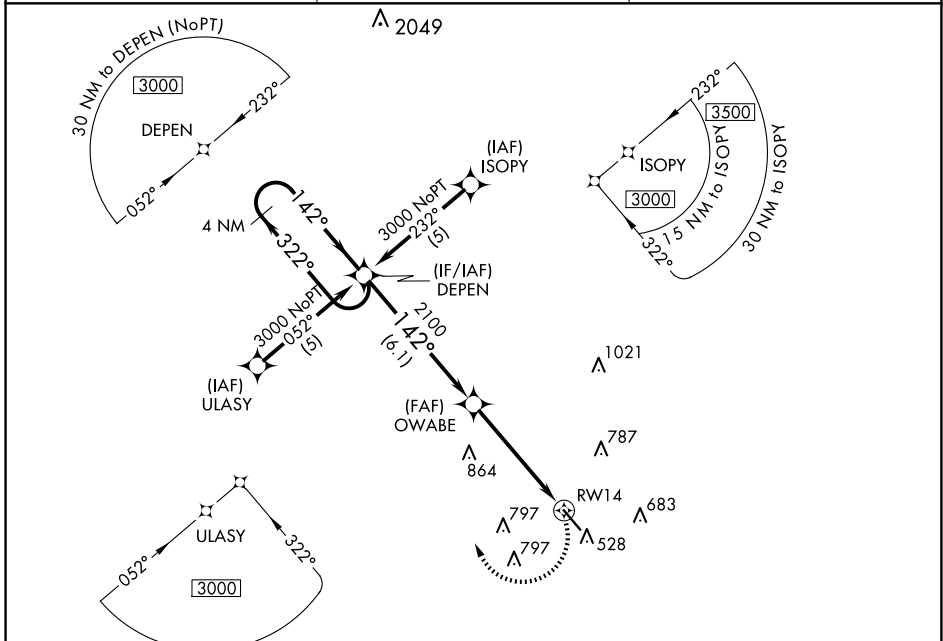 2049
30 NM to DEPEN (NoPT)
3000
232°
DEPEN
052°
(IAF)
ISOPY
3000 NoPT
232°
(5)
232°
3500
ISOPY
3000
15 NM to ISOPY
30 NM to ISOPY
322°
142°
4 NM
322°
(IF/IAF)
DEPEN
3000 NoPT
052°
(5)
2100
142°
(6.1)
(IAF)
ULASY
1021
(FAF)
OWABE
787
864
RW14
683
797
528
797
ULASY
052°
322°
3000